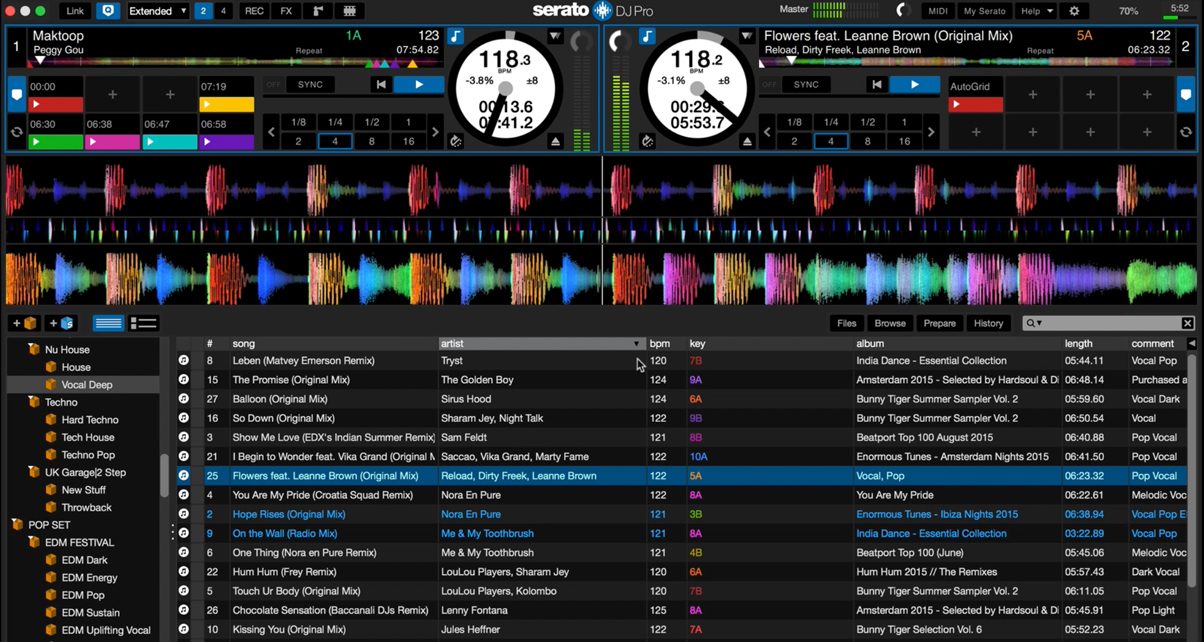 Link Extended ▾ 2 4 REC FX serato DJ Pro Master MIDI My Serato Help ▾ 70% 5:52
1 Maktoop 1A 123
Peggy Gou Repeat 07:54.82
Flowers feat. Leanne Brown (Original Mix) 5A 122 2
Reload, Dirty Freek, Leanne Brown Repeat 06:23.32
00:00 07:19 OFF SYNC
06:30 06:38 06:47 06:58
1/8 1/4 1/2 1
2 4 8 16
118.3
BPM
-3.8% ±8
118.2
BPM
-3.1% ±8
OFF SYNC AutoGrid
1/8 1/4 1/2 1
2 4 8 16
Files Browse Prepare History
# song artist bpm key album length comment
8 Leben (Matvey Emerson Remix) Tryst 120 7B India Dance - Essential Collection 05:44.11 Vocal Pop
15 The Promise (Original Mix) The Golden Boy 124 9A Amsterdam 2015 - Selected by Hardsoul & Di 06:48.14 Purchased a
27 Balloon (Original Mix) Sirus Hood 124 6A Bunny Tiger Summer Sampler Vol. 2 05:59.60 Vocal Dark
16 So Down (Original Mix) Sharam Jey, Night Talk 122 9B Bunny Tiger Summer Sampler Vol. 2 06:50.54 Vocal
3 Show Me Love (EDX's Indian Summer Remix) Sam Feldt 121 8B Beatport Top 100 August 2015 06:40.88 Pop Vocal
21 I Begin to Wonder feat. Vika Grand (Original M Saccao, Vika Grand, Marty Fame 122 10A Enormous Tunes - Amsterdam Nights 2015 06:41.50 Pop Vocal
25 Flowers feat. Leanne Brown (Original Mix) Reload, Dirty Freek, Leanne Brown 122 5A Vocal, Pop 06:23.32 Pop Vocal
4 You Are My Pride (Croatia Squad Remix) Nora En Pure 122 8A You Are My Pride 06:22.61 Melodic Voc
2 Hope Rises (Original Mix) Nora En Pure 121 3B Enormous Tunes - Ibiza Nights 2015 06:38.94 Vocal Pop E
9 On the Wall (Radio Mix) Me & My Toothbrush 121 8A India Dance - Essential Collection 03:22.89 Vocal Pop
6 One Thing (Nora en Pure Remix) Me & My Toothbrush 121 4B Beatport Top 100 (June) 05:45.06 Melodic Voc
22 Hum Hum (Frey Remix) LouLou Players, Sharam Jey 120 6A Hum Hum 2015 // The Remixes 05:57.43 Dark Vocal
5 Touch Ur Body (Original Mix) LouLou Players, Kolombo 120 7B Bunny Tiger Summer Sampler Vol. 2 06:11.05 Pop Vocal
26 Chocolate Sensation (Baccanali DJs Remix) Lenny Fontana 125 8A Amsterdam 2015 - Selected by Hardsoul & Di 05:45.91 Pop Light
10 Kissing You (Original Mix) Jules Heffner 122 7A Bunny Tiger Selection Vol. 6 05:52.23 Vocal Dark
Nu House
House
Vocal Deep
Techno
Hard Techno
Tech House
Techno Pop
UK Garage|2 Step
New Stuff
Throwback
POP SET
EDM FESTIVAL
EDM Dark
EDM Energy
EDM Pop
EDM Sustain
EDM Uplifting Vocal